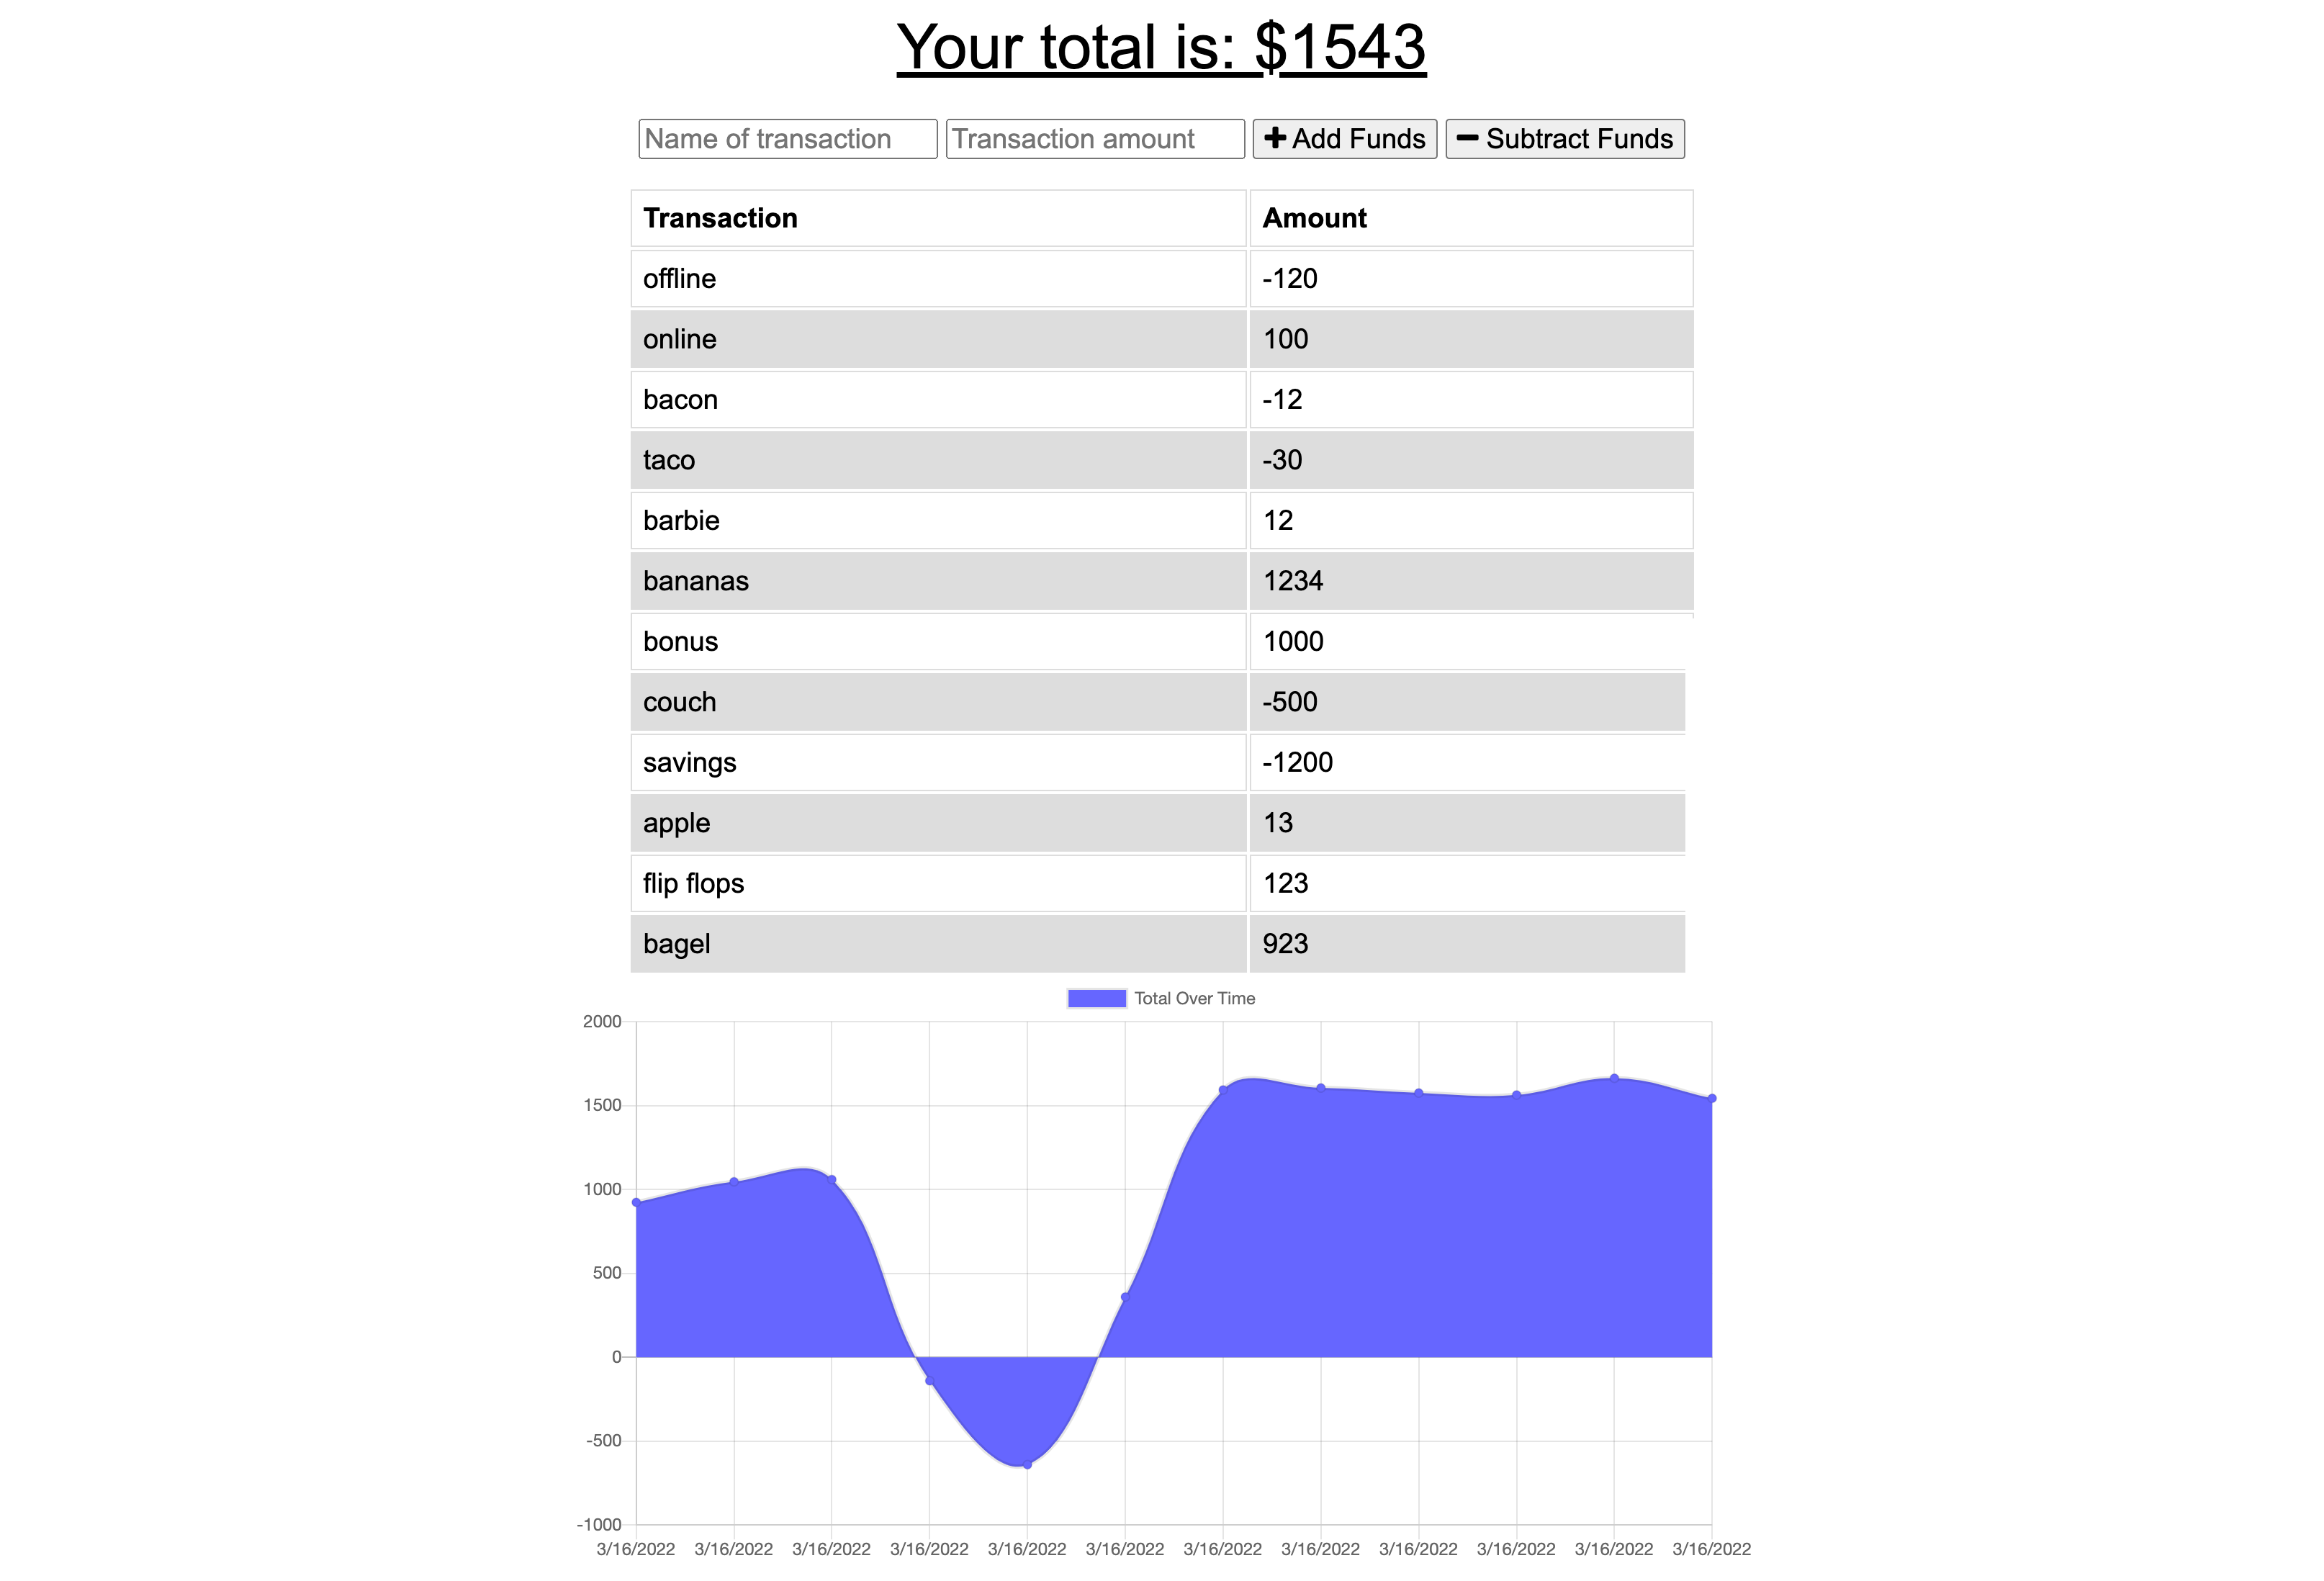 Your total is: $1543
Name of transaction Transaction amount Add Funds Subtract Funds
Transaction Amount
offline -120
online 100
bacon -12
taco -30
barbie 12
bananas 1234
bonus 1000
couch -500
savings -1200
apple 13
flip flops 123
bagel 923
Total Over Time
2000
1500
1000
500
0
-500
-1000
3/16/2022 3/16/2022 3/16/2022 3/16/2022 3/16/2022 3/16/2022 3/16/2022 3/16/2022 3/16/2022 3/16/2022 3/16/2022 3/16/2022